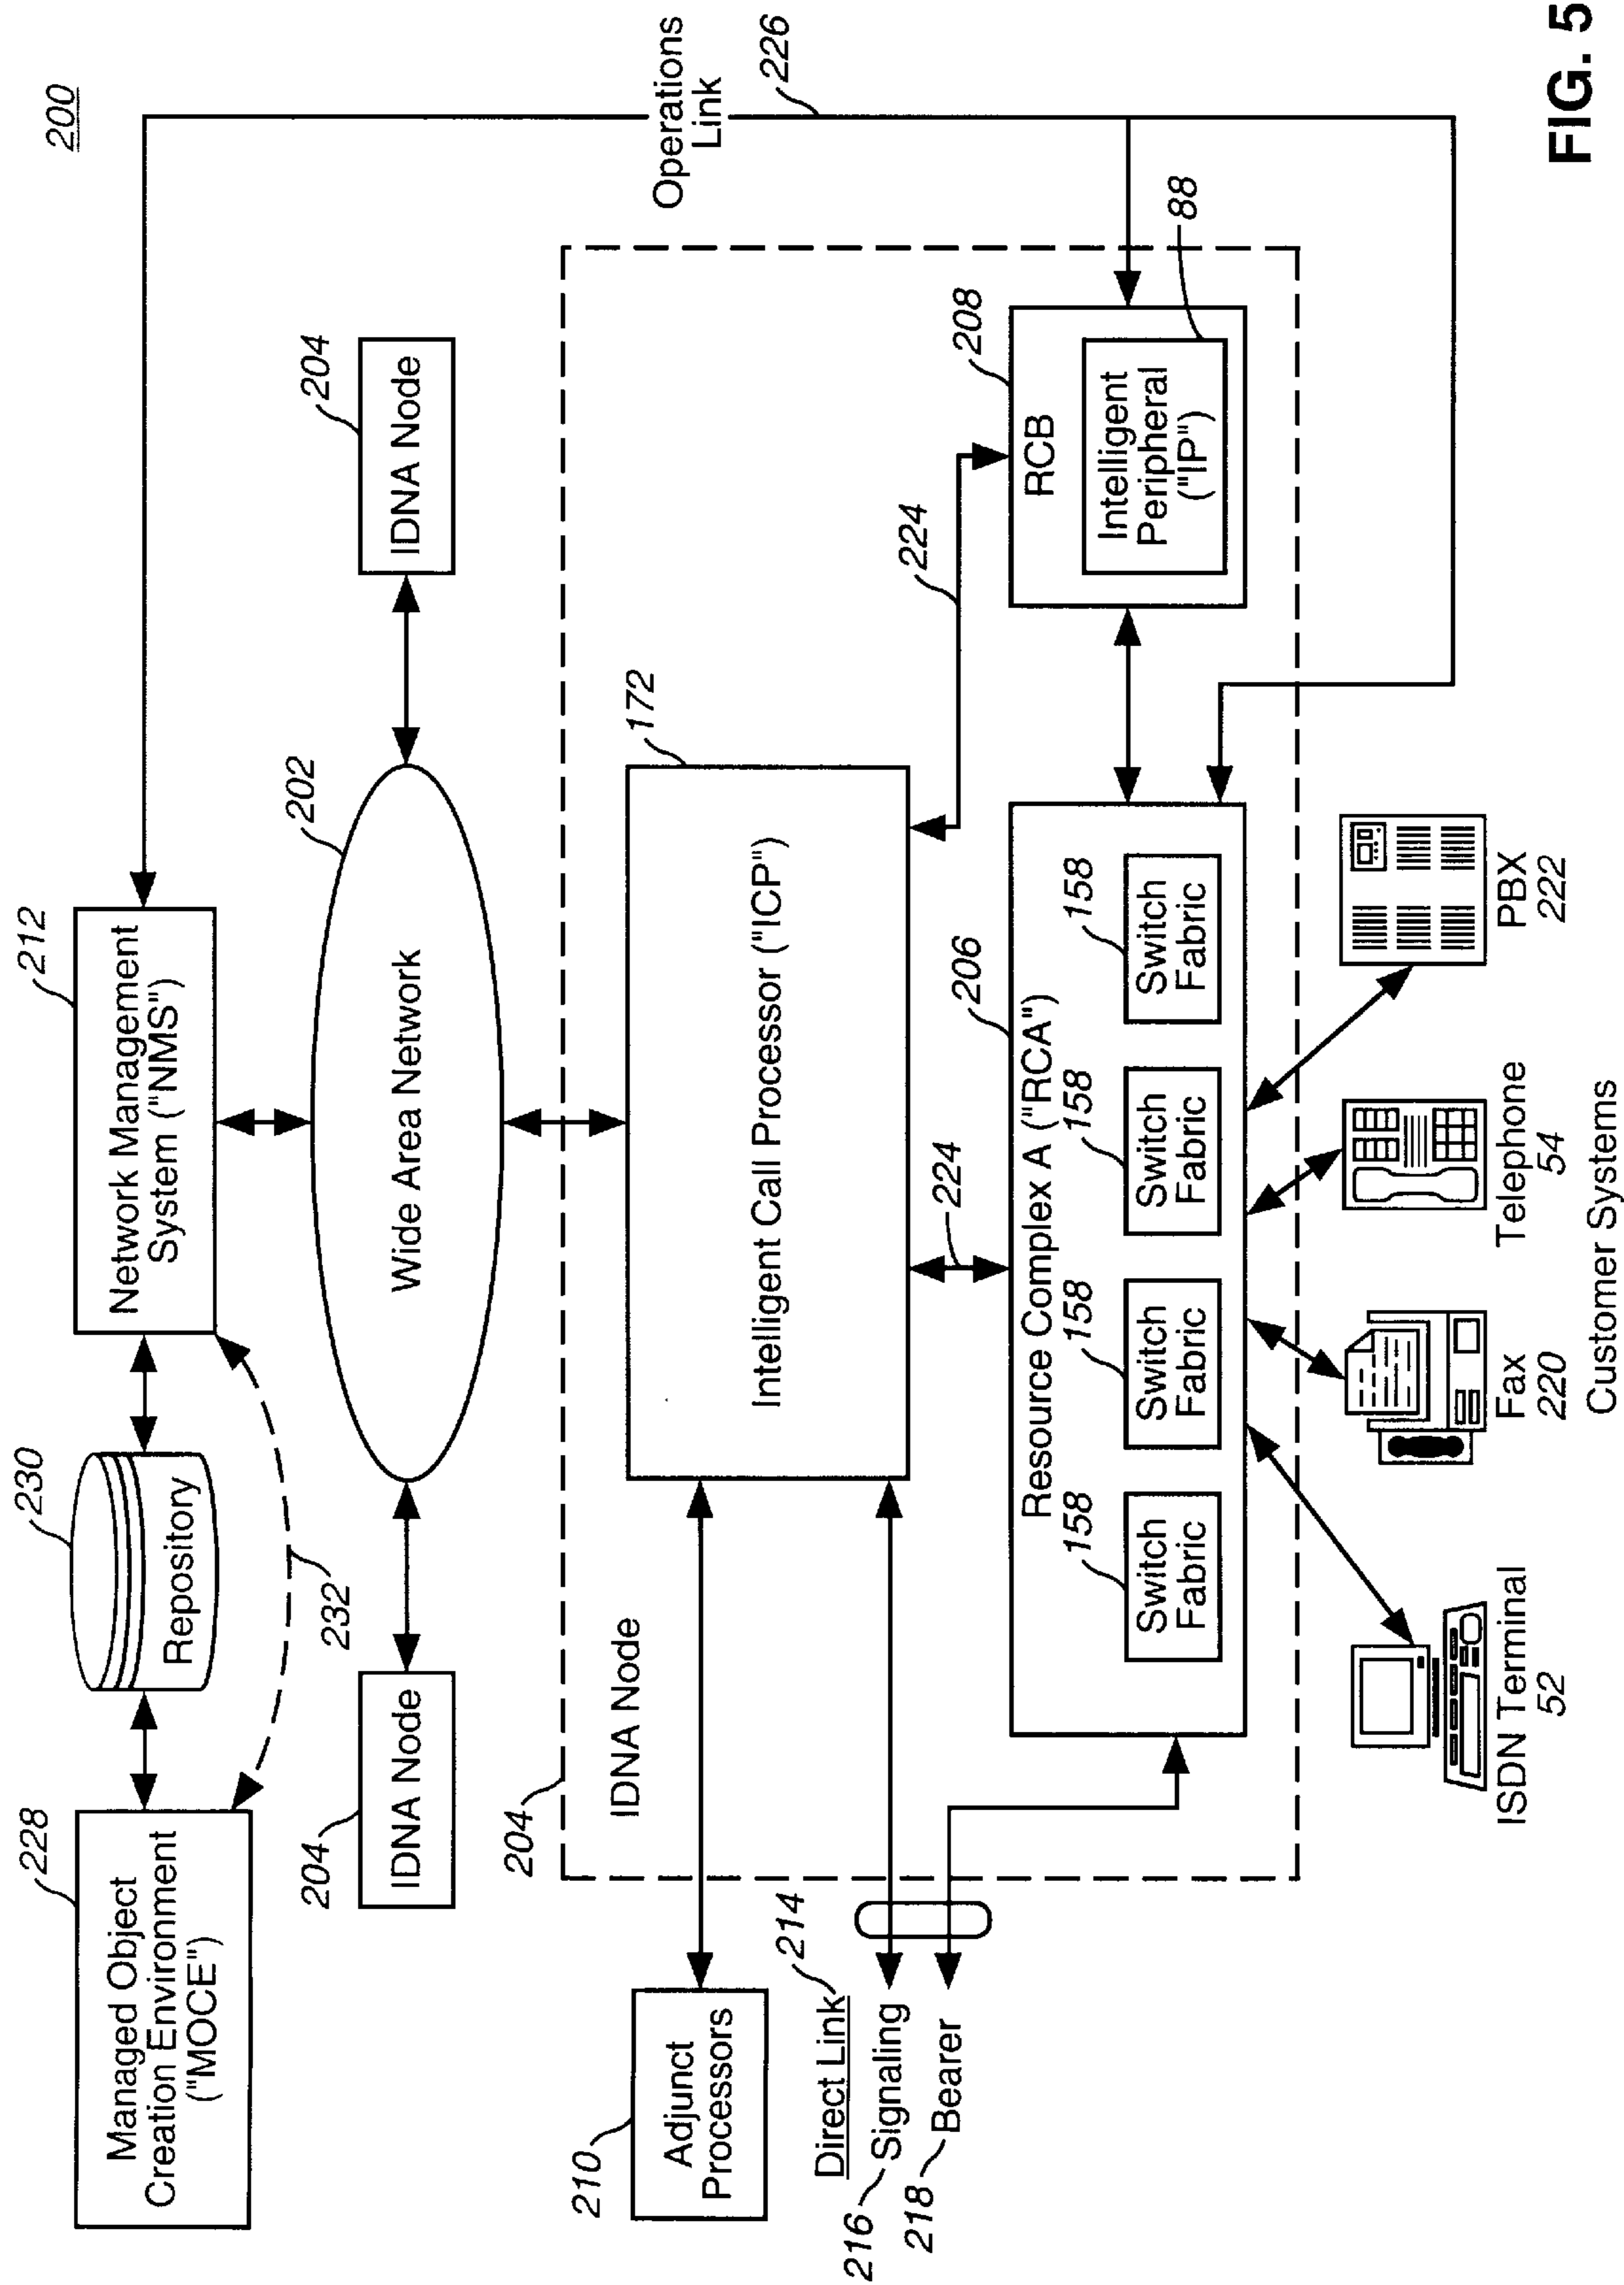 200
228
Managed Object
Creation Environment
("MOCE")
230
Repository
232
212
Network Management
System ("NMS")
Operations
Link
226
204
IDNA Node
202
Wide Area Network
204
IDNA Node
204
IDNA Node
210
Adjunct
Processors
172
Intelligent Call Processor ("ICP")
Direct Link
214
216
Signaling
218
Bearer
224
224
206
Resource Complex A ("RCA")
158
Switch
Fabric
158
Switch
Fabric
158
Switch
Fabric
158
Switch
Fabric
208
RCB
Intelligent
Peripheral
("IP")
88
ISDN Terminal
52
Fax
220
Telephone
54
PBX
222
Customer Systems
FIG. 5